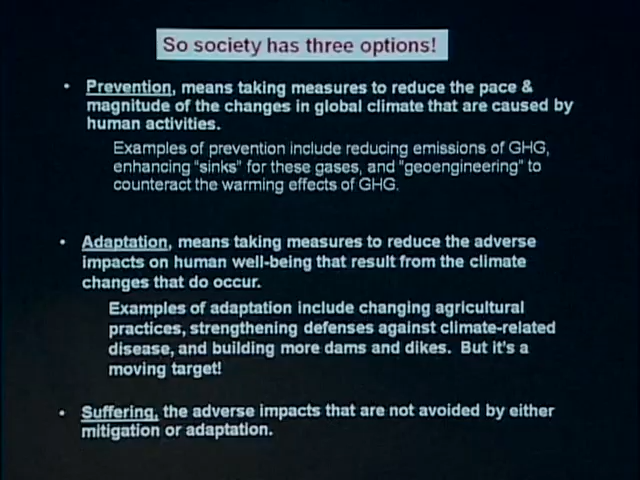 So society has three options!
• Prevention, means taking measures to reduce the pace &
magnitude of the changes in global climate that are caused by
human activities.
Examples of prevention include reducing emissions of GHG,
enhancing "sinks" for these gases, and "geoengineering" to
counteract the warming effects of GHG.
• Adaptation, means taking measures to reduce the adverse
impacts on human well-being that result from the climate
changes that do occur.
Examples of adaptation include changing agricultural
practices, strengthening defenses against climate-related
disease, and building more dams and dikes. But it's a
moving target!
• Suffering, the adverse impacts that are not avoided by either
mitigation or adaptation.